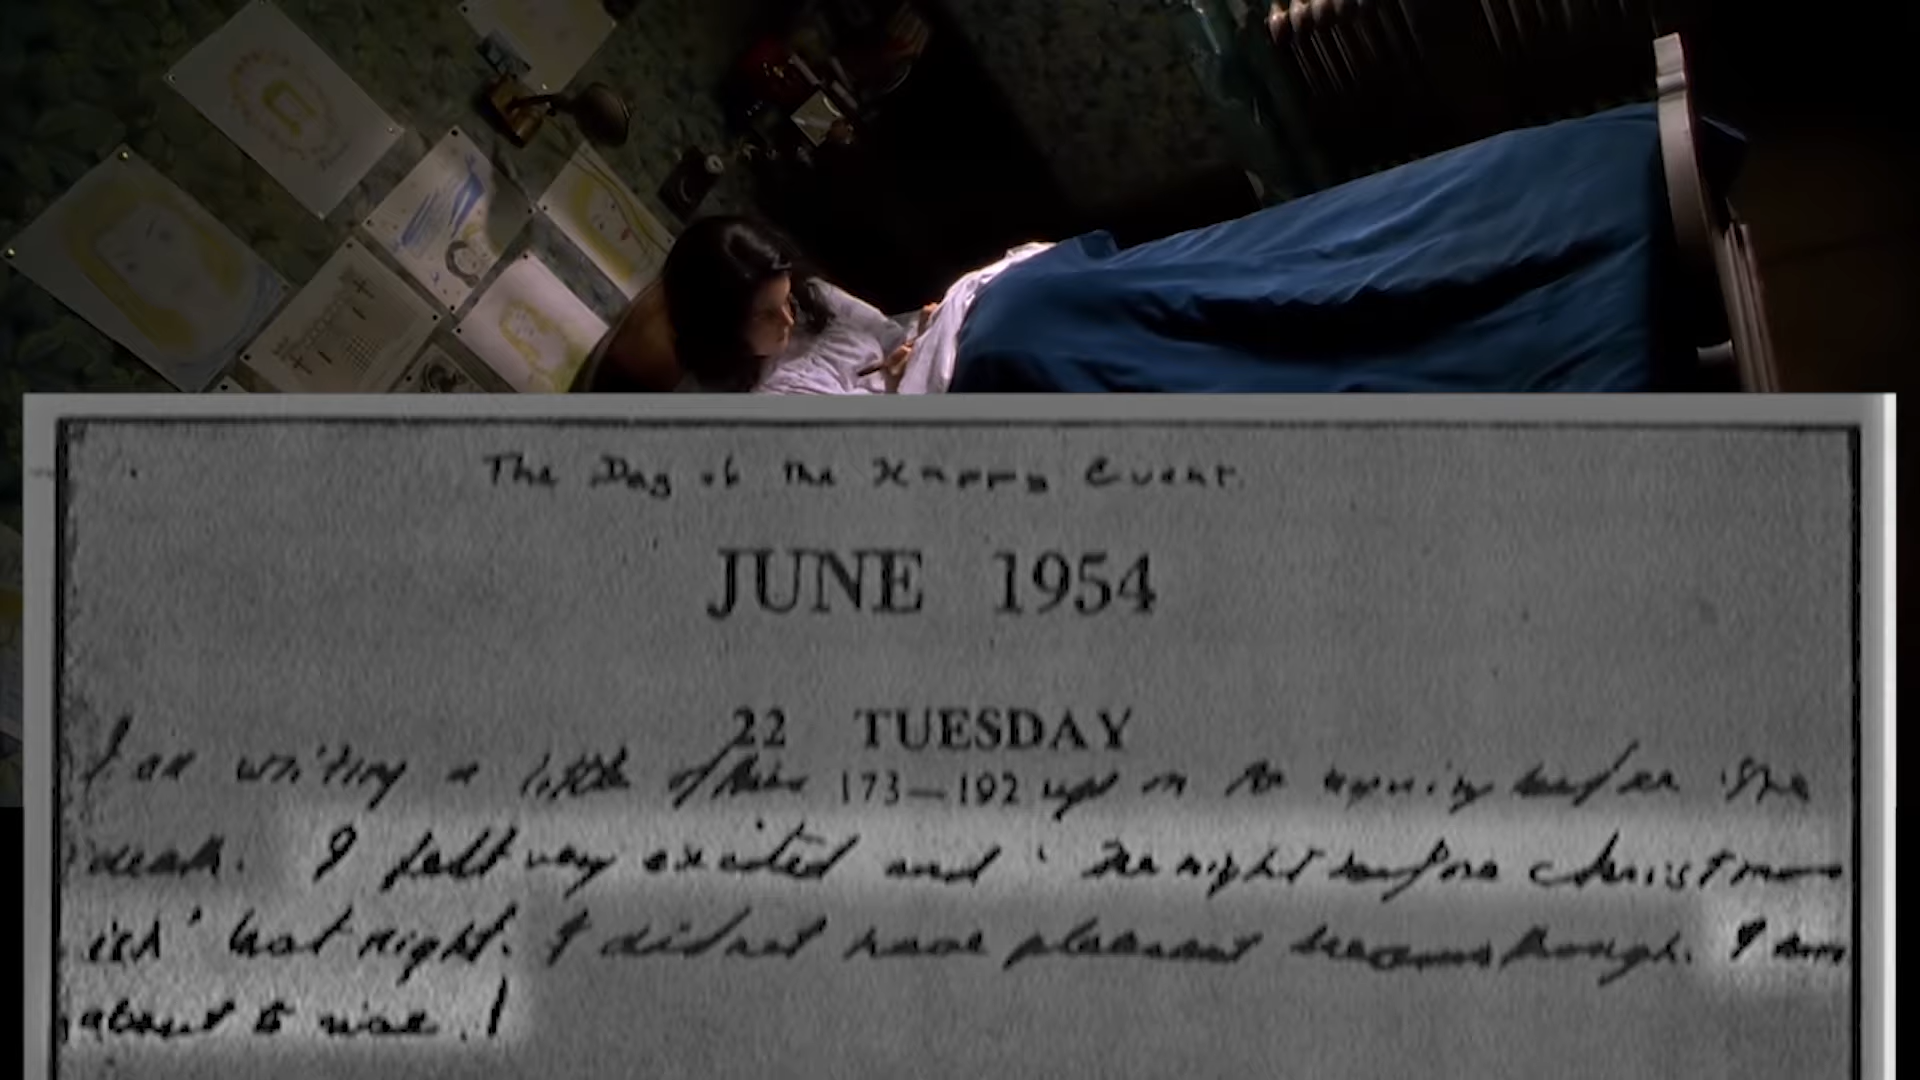 The Day of the Happy Event.
JUNE 1954
22 TUESDAY
173—192
I am writing a little of this up on the morning before the
death. I felt very excited and 'the night before Christmas
ish' last night. I did not have pleasant dreams though. I am
about to rise.!